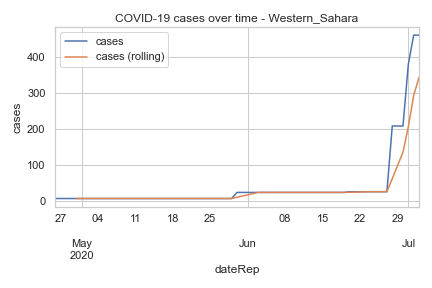 COVID-19 cases over time - Western_Sahara
cases
cases (rolling)
cases
400
300
200
100
0
27 04 11 18 25 08 15 22 29
May Jun Jul
2020
dateRep